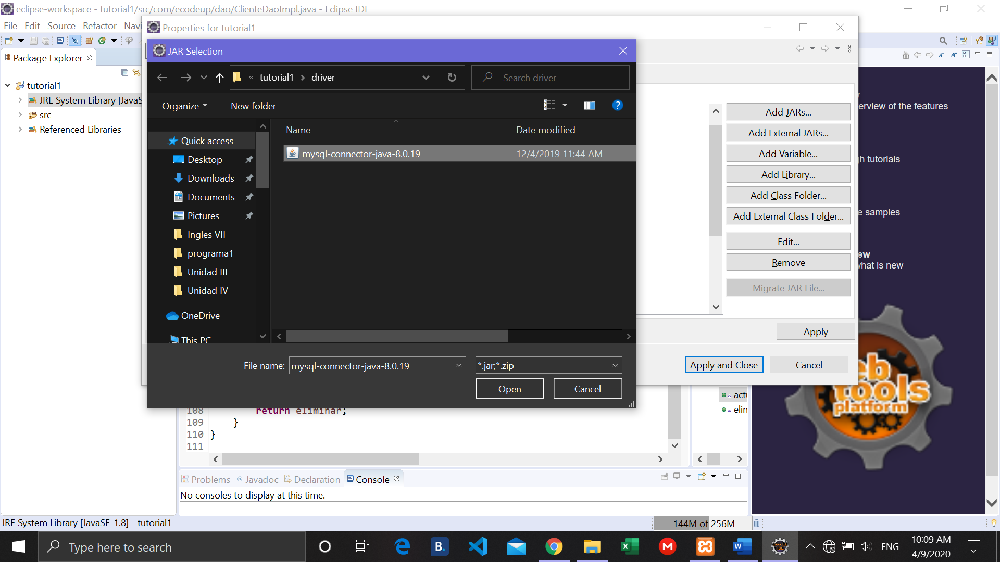 eclipse-workspace - tutorial1/src/com/ecodeup/dao/ClienteDaoImpl.java - Eclipse IDE
File Edit Source Refactor Navi
Properties for tutorial1
JAR Selection
Package Explorer
tutorial1
JRE System Library [JavaS
src
Referenced Libraries
« tutorial1 > driver
Search driver
Organize
New folder
Name
Date modified
Quick access
Desktop
Downloads
Documents
Pictures
Ingles VII
programa1
Unidad III
Unidad IV
OneDrive
This PC
mysql-connector-java-8.0.19 12/4/2019 11:44 AM
File name: mysql-connector-java-8.0.19
*.jar;*.zip
Open
Cancel
Add JARs...
Add External JARs...
Add Variable...
Add Library...
Add Class Folder...
Add External Class Folder...
Edit...
Remove
Migrate JAR File...
Apply
Apply and Close
Cancel
erview of the features
h tutorials
e samples
ew
hat is new
eb
tools
platform
108 return eliminar;
109 }
110 }
111
actu
elin
Problems @ Javadoc Declaration Console
No consoles to display at this time.
JRE System Library [JavaSE-1.8] - tutorial1
144M of 256M
Type here to search
B.
W
Java EE
IDE
ENG
10:09 AM
4/9/2020